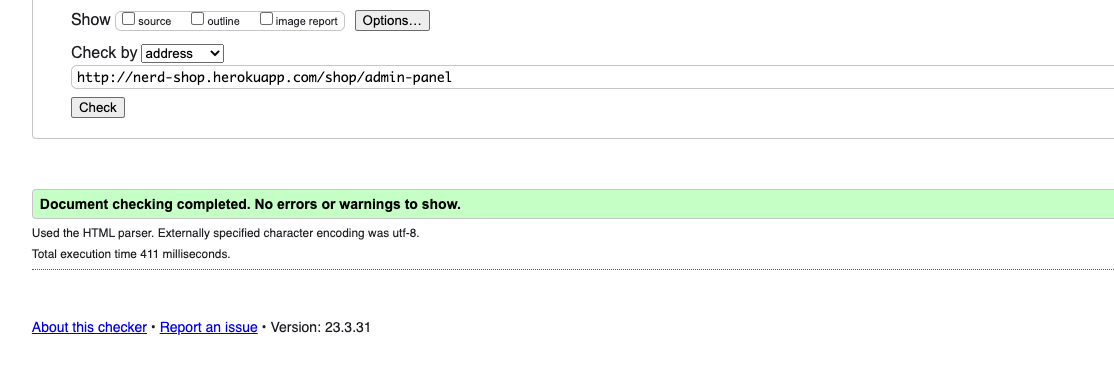 Show source outline image report Options...
Check by address
http://nerd-shop.herokuapp.com/shop/admin-panel
Check
Document checking completed. No errors or warnings to show.
Used the HTML parser. Externally specified character encoding was utf-8.
Total execution time 411 milliseconds.
About this checker • Report an issue • Version: 23.3.31